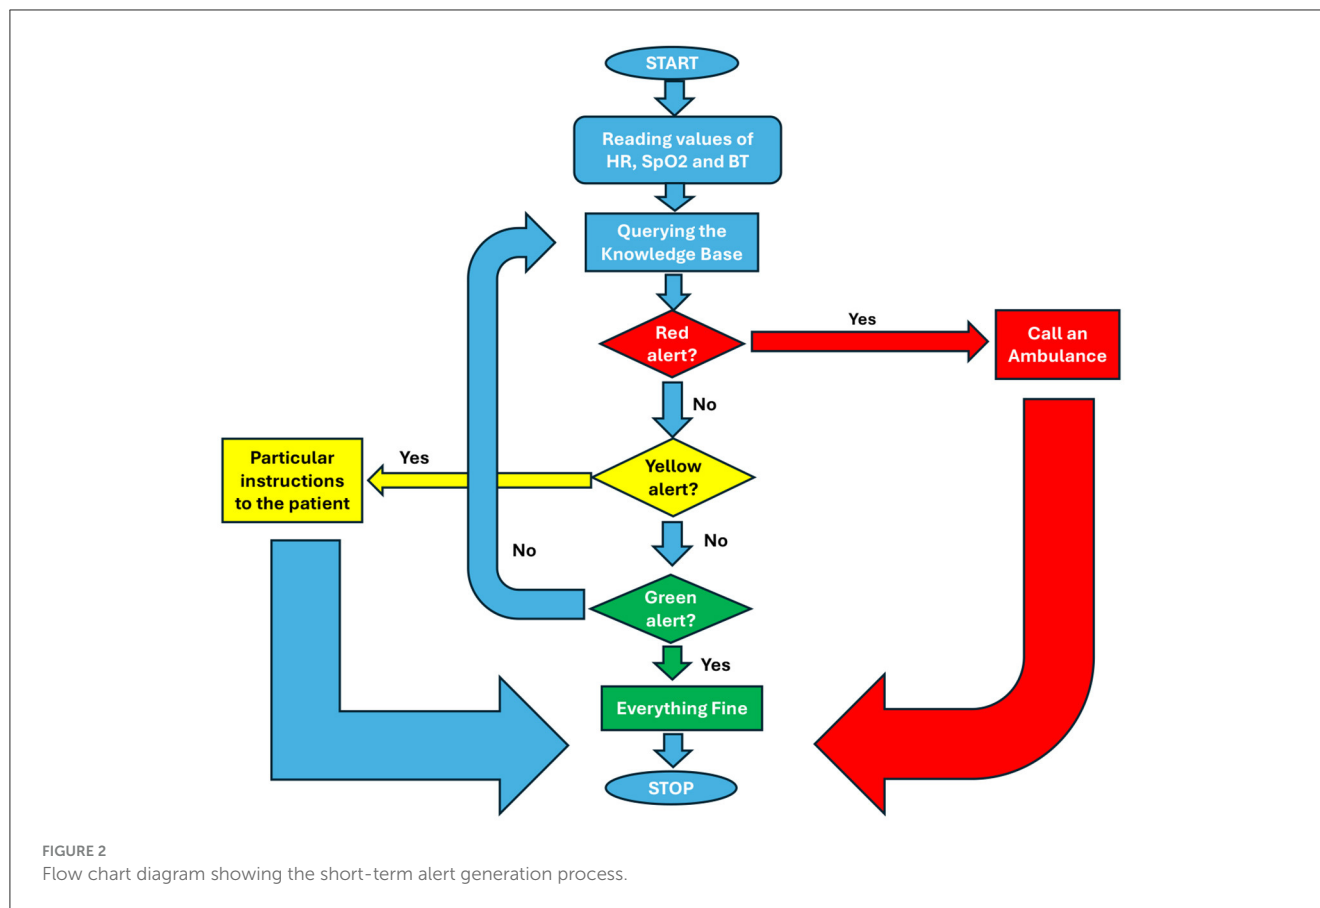 START
Reading values of
HR, SpO2 and BT
Querying the
Knowledge Base
Red
alert?
Yes
Call an
Ambulance
No
Yellow
alert?
Yes
Particular
instructions
to the patient
No
Green
alert?
No
Yes
Everything Fine
STOP
FIGURE 2
Flow chart diagram showing the short-term alert generation process.